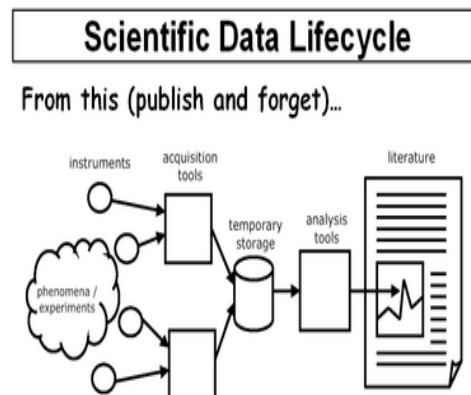 Scientific Data Lifecycle
From this (publish and forget)...
instruments
acquisition
tools
literature
temporary
storage
analysis
tools
phenomena /
experiments